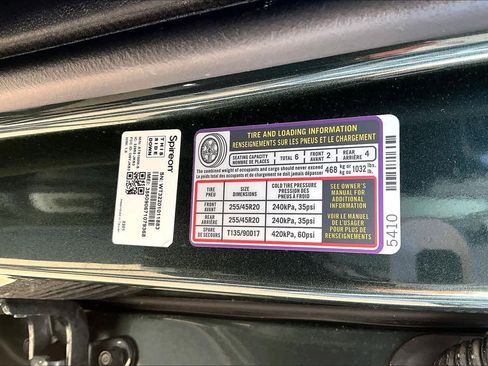 Spireon
THIS
SIDE
DOWN
TIRE AND LOADING INFORMATION
RENSEIGNEMENTS SUR LES PNEUS ET LE CHARGEMENT
SEATING CAPACITY
NOMBRE DE PLACES
TOTAL 6
FRONT
AVANT 2
REAR
ARRIÈRE 4
The combined weight of occupants and cargo should never exceed
Le poids total des occupants et du chargement ne doit jamais dépasser
468 kg or 1032 lb.
TIRE
PNEU
SIZE
DIMENSIONS
COLD TIRE PRESSURE
PRESSION DES
PNEUS À FROID
FRONT
AVANT
255/45R20
240kPa, 35psi
REAR
ARRIÈRE
255/45R20
240kPa, 35psi
SPARE
DE SECOURS
T135/90D17
420kPa, 60psi
SEE OWNER'S
MANUAL FOR
ADDITIONAL
INFORMATION
VOIR LE MANUEL
DE L'USAGER
POUR PLUS DE
RENSEIGNEMENTS
5410